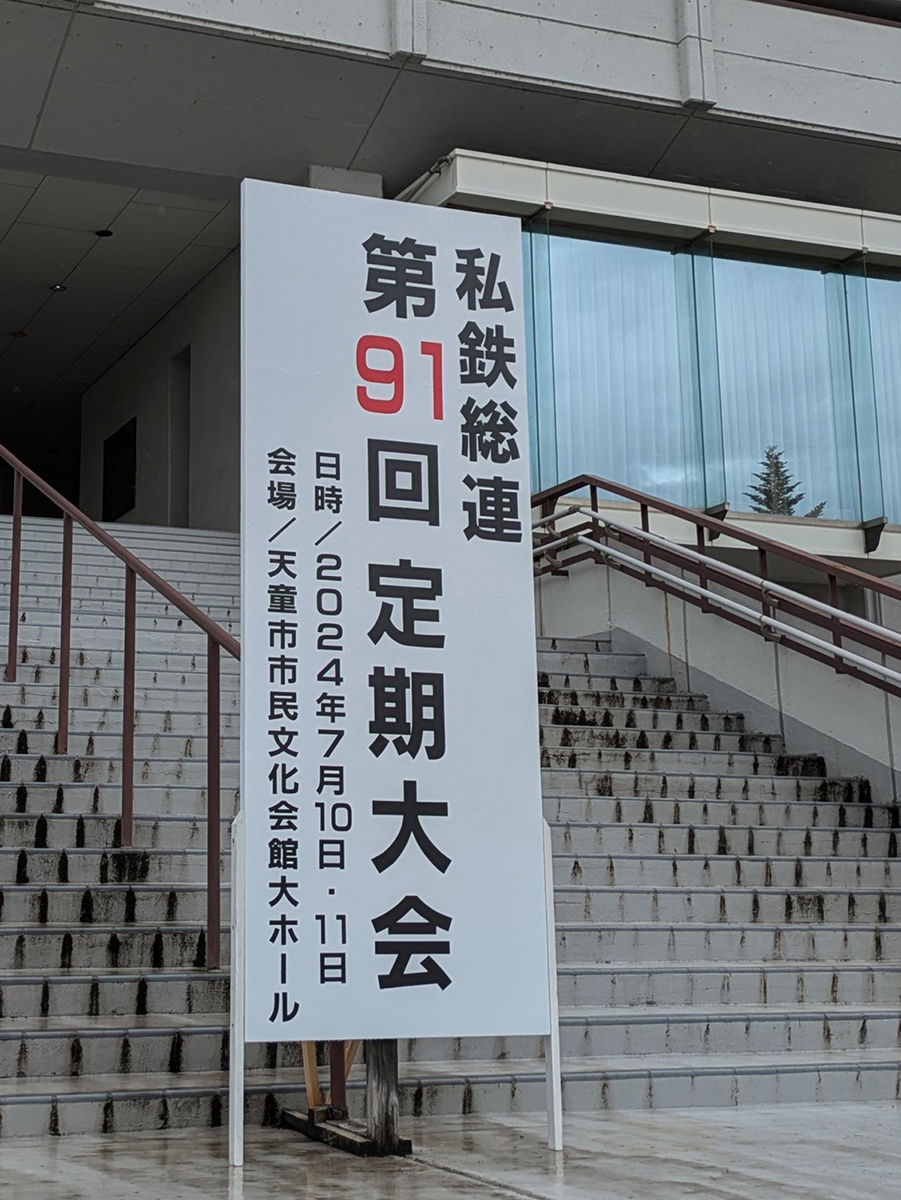 私鉄総連
第91回定期大会
日時／2024年7月10日・11日
会場／天童市市民文化会館大ホール